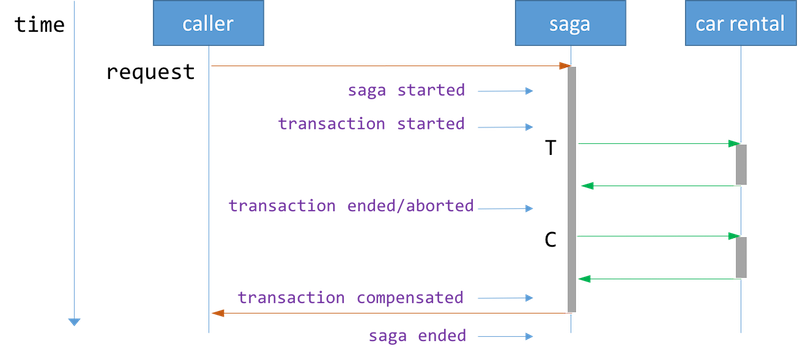 time
caller
saga
car rental
request
saga started
transaction started
T
transaction ended/aborted
C
transaction compensated
saga ended